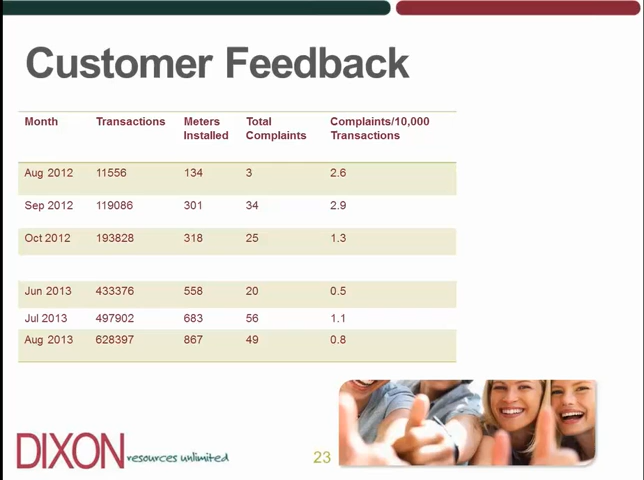 Customer Feedback
Month Transactions Meters Installed Total Complaints Complaints/10,000 Transactions
Aug 2012 11556 134 3 2.6
Sep 2012 119086 301 34 2.9
Oct 2012 193828 318 25 1.3
Jun 2013 433376 558 20 0.5
Jul 2013 497902 683 56 1.1
Aug 2013 628397 867 49 0.8
DIXON resources unlimited
23